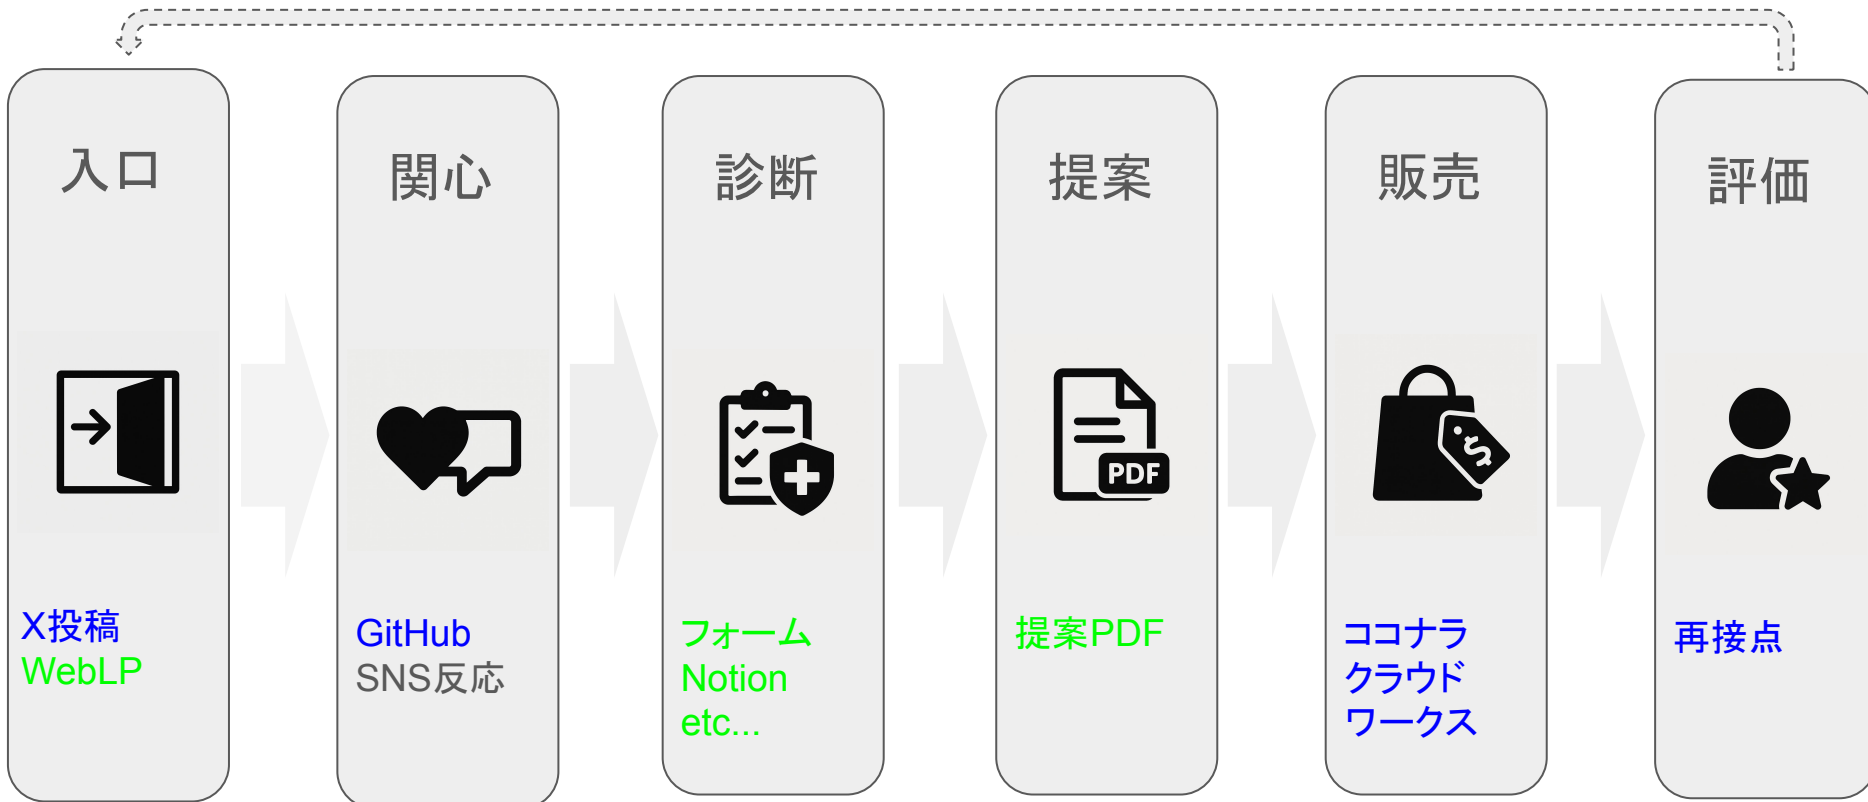 入口
X投稿
WebLP
関心
GitHub
SNS反応
診断
フォーム
Notion
etc...
提案
PDF
提案PDF
販売
$
ココナラ
クラウド
ワークス
評価
再接点